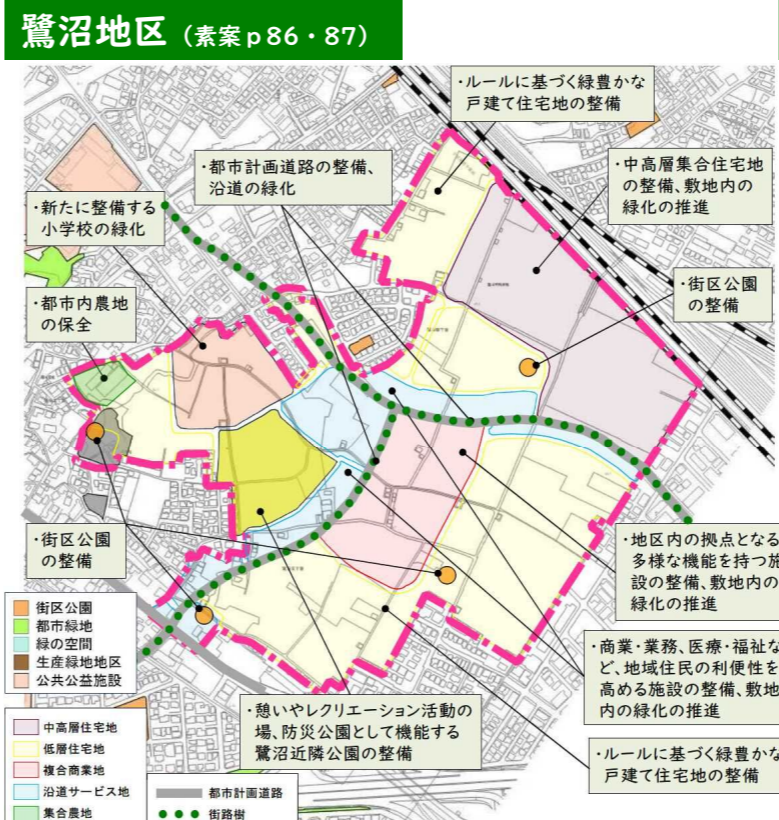 鷺沼地区 (素案p86・87)
・ルールに基づく緑豊かな
戸建て住宅地の整備
・都市計画道路の整備、
沿道の緑化
・中高層集合住宅地
の整備、敷地内の
緑化の推進
・新たに整備する
小学校の緑化
・街区公園
の整備
・都市内農地
の保全
・街区公園
の整備
・地区内の拠点となる
多様な機能を持つ施
設の整備、敷地内の
緑化の推進
・商業・業務、医療・福祉な
ど、地域住民の利便性を
高める施設の整備、敷地
内の緑化の推進
・憩いやレクリエーション活動の
場、防災公園として機能する
鷺沼近隣公園の整備
・ルールに基づく緑豊かな
戸建て住宅地の整備
街区公園
都市緑地
緑の空間
生産緑地地区
公共公益施設
中高層住宅地
低層住宅地
複合商業地
沿道サービス地
集合農地
都市計画道路
街路樹